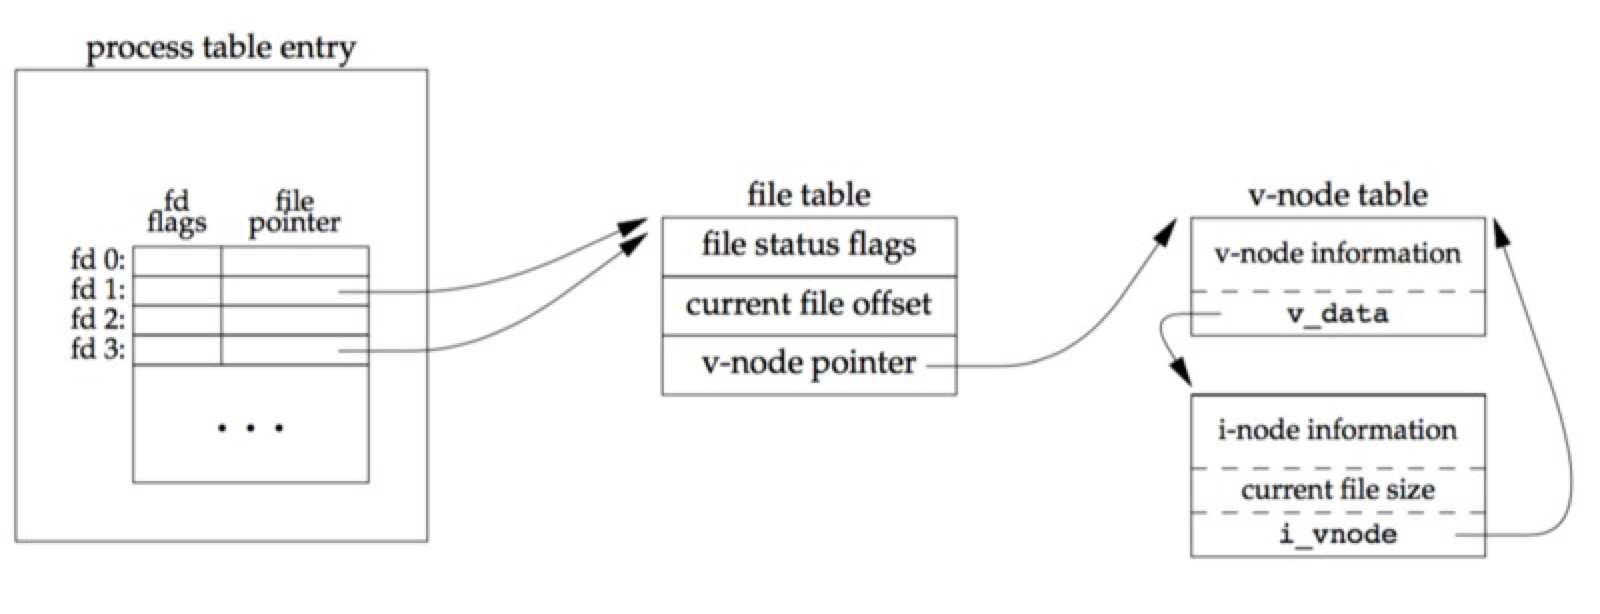 process table entry
fd
flags
file
pointer
fd 0:
fd 1:
fd 2:
fd 3:
. . .
file table
file status flags
current file offset
v-node pointer
v-node table
v-node information
v_data
i-node information
current file size
i_vnode